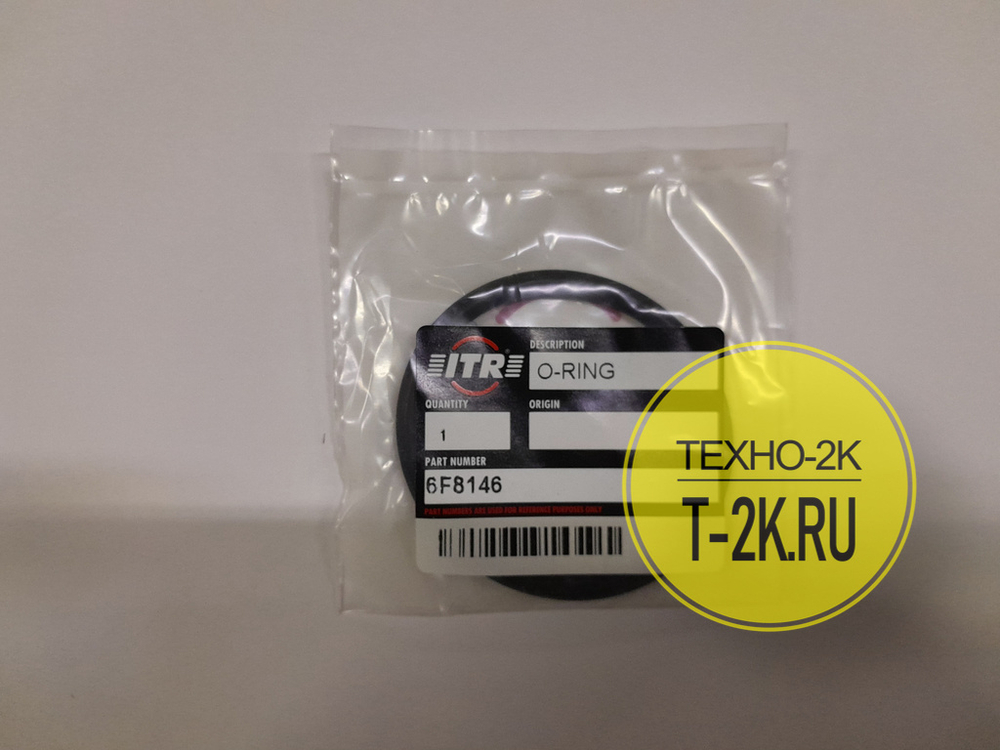 ITR
DESCRIPTION
O-RING
QUANTITY
ORIGIN
1
PART NUMBER
6F8146
PART NUMBERS ARE USED FOR REFERENCE PURPOSES ONLY
ТЕХНО-2К
T-2K.RU